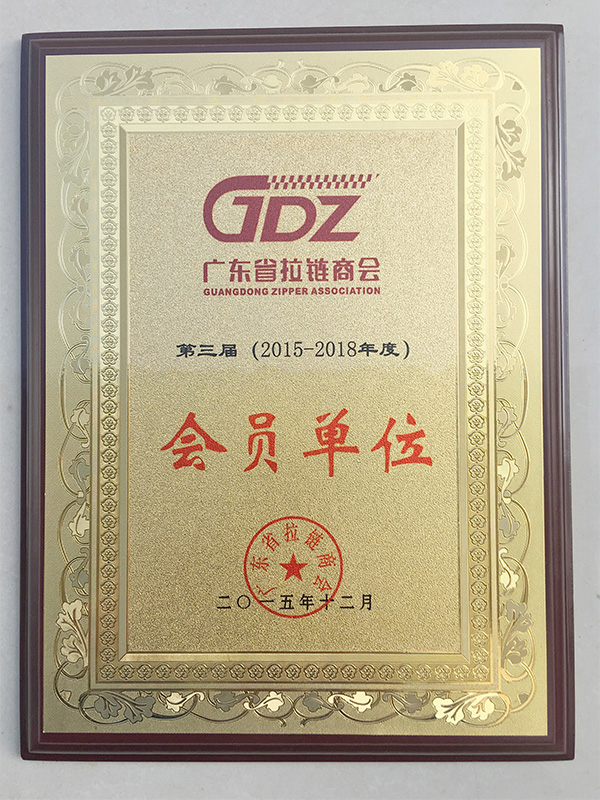 GDZ
广东省拉链商会
GUANGDONG ZIPPER ASSOCIATION
第三届（2015-2018年度）
会员单位
广东省拉链商会
二〇一五年十二月